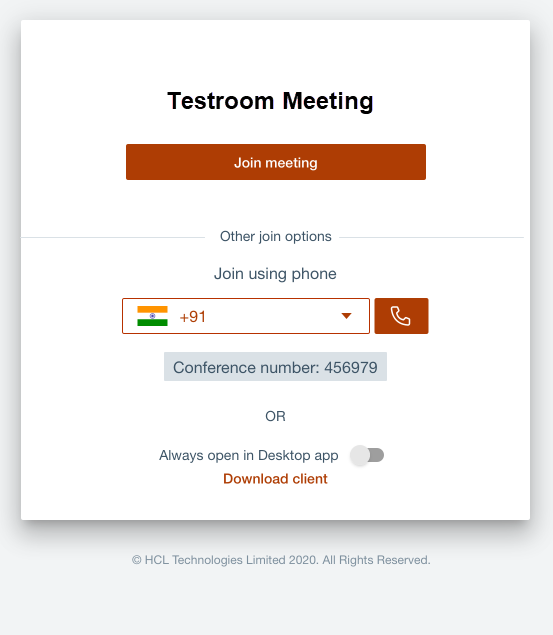 Testroom Meeting
Join meeting
Other join options
Join using phone
+91
Conference number: 456979
OR
Always open in Desktop app
Download client
© HCL Technologies Limited 2020. All Rights Reserved.